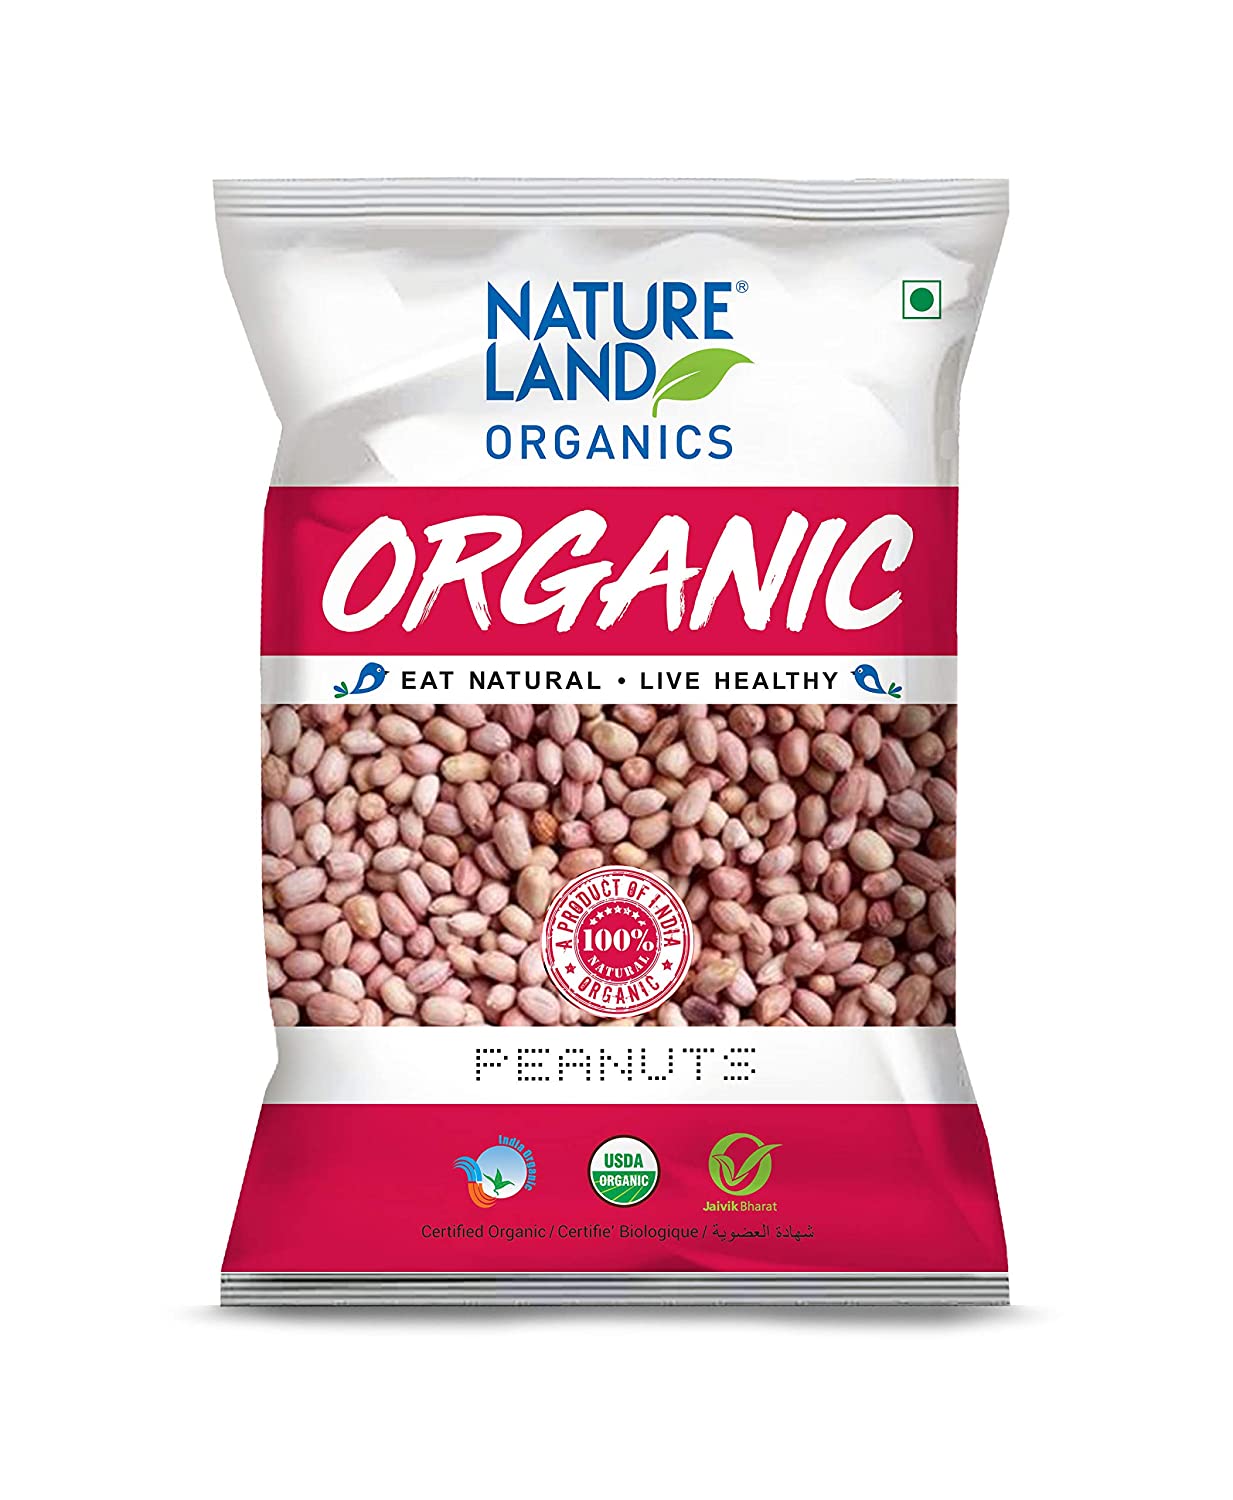 NATURE®
LAND
ORGANICS
ORGANIC
EAT NATURAL • LIVE HEALTHY
A PRODUCT OF INDIA
100%
NATURAL
ORGANIC
PEANUTS
India Organic
USDA
ORGANIC
Jaivik Bharat
Certified Organic / Certifie' Biologique / شهادة العضوية